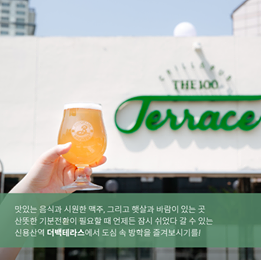 THE 100
Terrace
맛있는 음식과 시원한 맥주, 그리고 햇살과 바람이 있는 곳
산뜻한 기분전환이 필요할 때 언제든 잠시 쉬었다 갈 수 있는
신용산역 더백테라스에서 도심 속 방학을 즐겨보시기를!